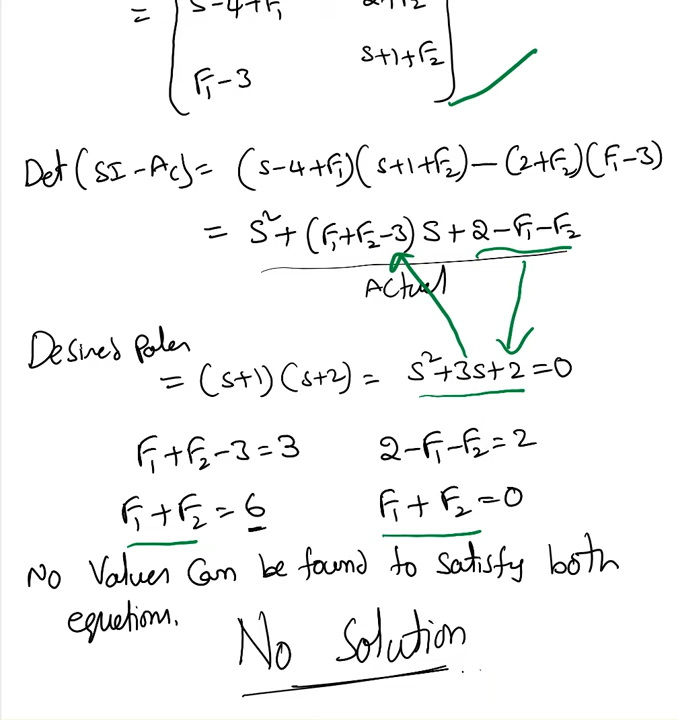 = S-4+F₁ 2+F₂
F₁-3 S+1+F₂
Det(SI-Ac) = (S-4+F₁)(S+1+F₂)-(2+F₂)(F₁-3)
= S²+(F₁+F₂-3)S+2-F₁-F₂
Actual
Desired Poles
= (S+1)(S+2) = S²+3S+2=0
F₁+F₂-3=3 2-F₁-F₂=2
F₁+F₂=6 F₁+F₂=0
No Values Can be found to satisfy both
equations.
No Solution